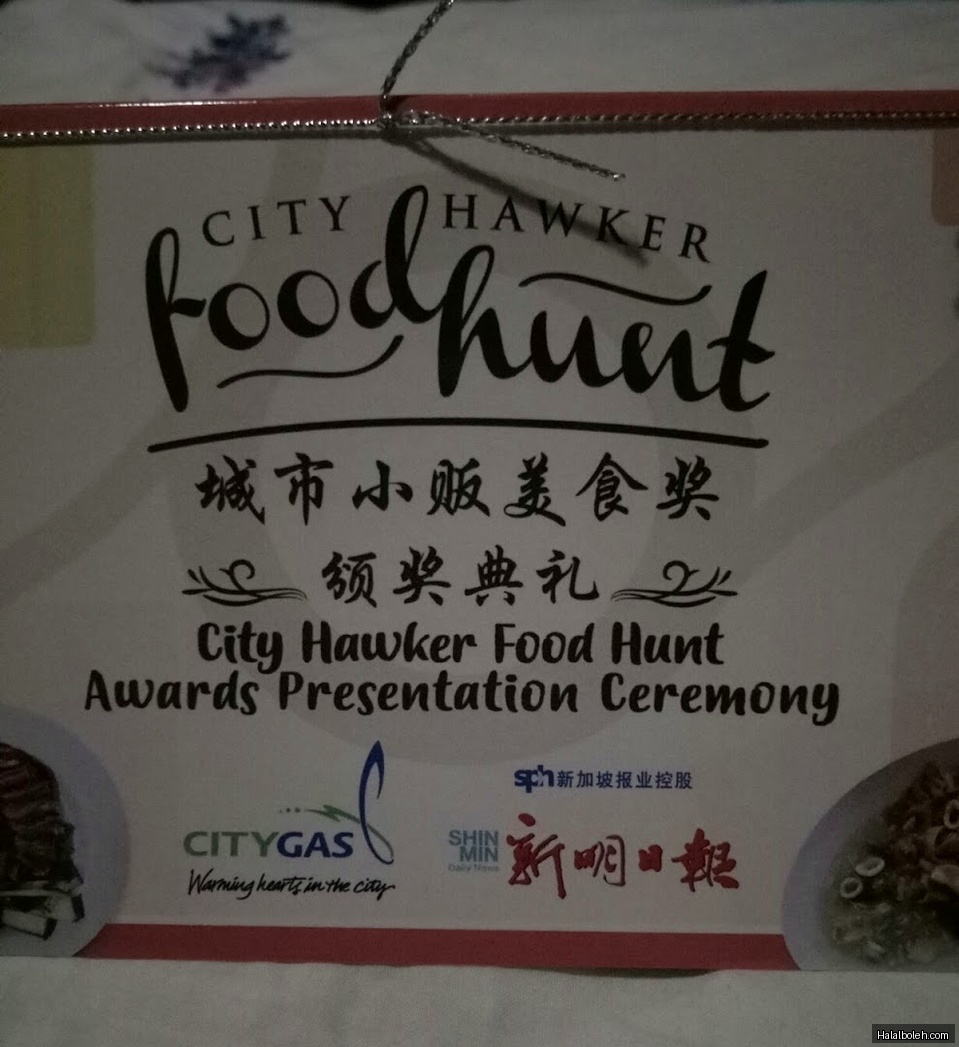 CITY HAWKER
food hunt
城市小贩美食奖
颁奖典礼
City Hawker Food Hunt
Awards Presentation Ceremony
sph 新加坡报业控股
CITYGAS
Warming hearts in the city
SHIN MIN
Daily News
新明日報
Halalboleh.com